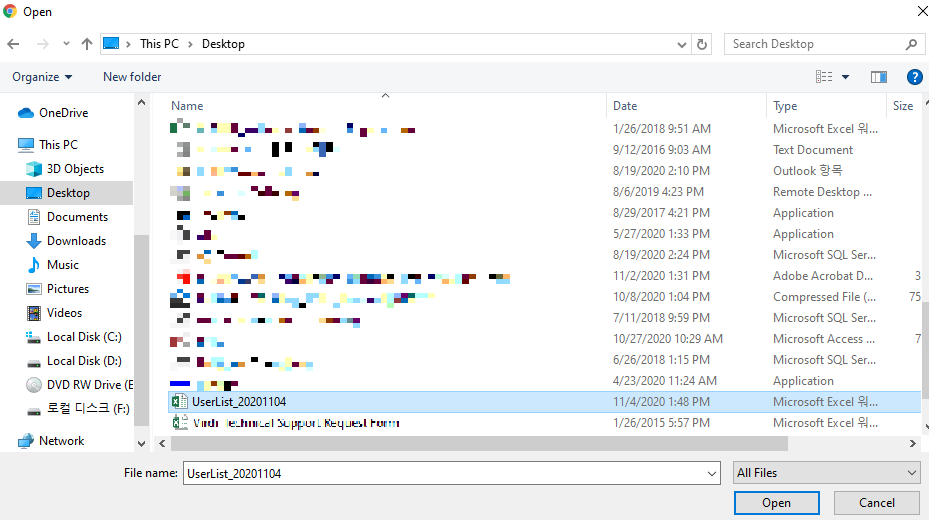 Open
This PC > Desktop
Search Desktop
Organize
New folder
Name
Date
Type
Size
OneDrive
This PC
3D Objects
Desktop
Documents
Downloads
Music
Pictures
Videos
Local Disk (C:)
Local Disk (D:)
DVD RW Drive (E
로컬 디스크 (F:)
Network
1/26/2018 9:51 AM Microsoft Excel 워...
9/12/2016 9:03 AM Text Document
8/19/2020 2:10 PM Outlook 항목
8/6/2019 4:23 PM Remote Desktop ...
8/29/2017 4:21 PM Application
5/27/2020 1:33 PM Application
8/19/2020 2:24 PM Microsoft SQL Ser...
11/2/2020 1:31 PM Adobe Acrobat D... 3
10/8/2020 1:04 PM Compressed File (... 75
7/11/2018 9:59 PM Microsoft SQL Ser...
10/27/2020 10:29 AM Microsoft Access ... 7
6/26/2018 1:15 PM Microsoft SQL Ser...
4/23/2020 11:24 AM Application
UserList_20201104 11/4/2020 1:48 PM Microsoft Excel 워...
Technical Support Request Form 1/26/2015 5:57 PM Microsoft Excel 워...
File name: UserList_20201104
All Files
Open
Cancel